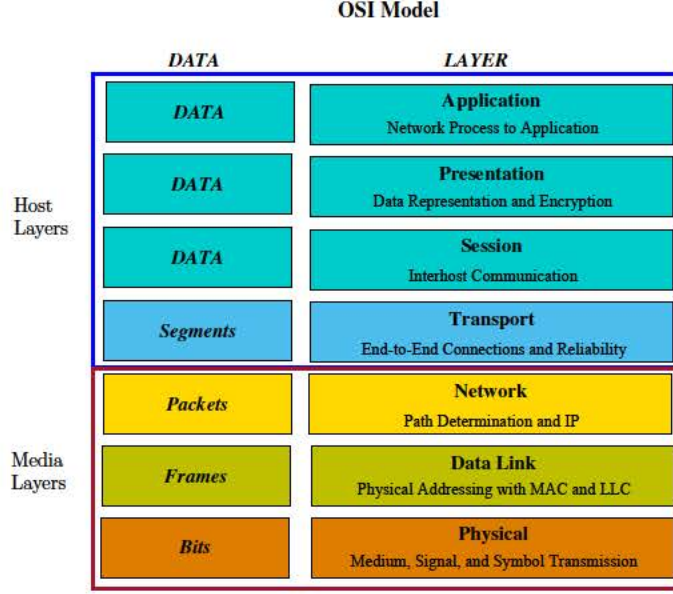 OSI Model
DATA LAYER
DATA
Application
Network Process to Application
DATA
Presentation
Data Representation and Encryption
Host
Layers
DATA
Session
Interhost Communication
Segments
Transport
End-to-End Connections and Reliability
Packets
Network
Path Determination and IP
Media
Layers
Frames
Data Link
Physical Addressing with MAC and LLC
Bits
Physical
Medium, Signal, and Symbol Transmission